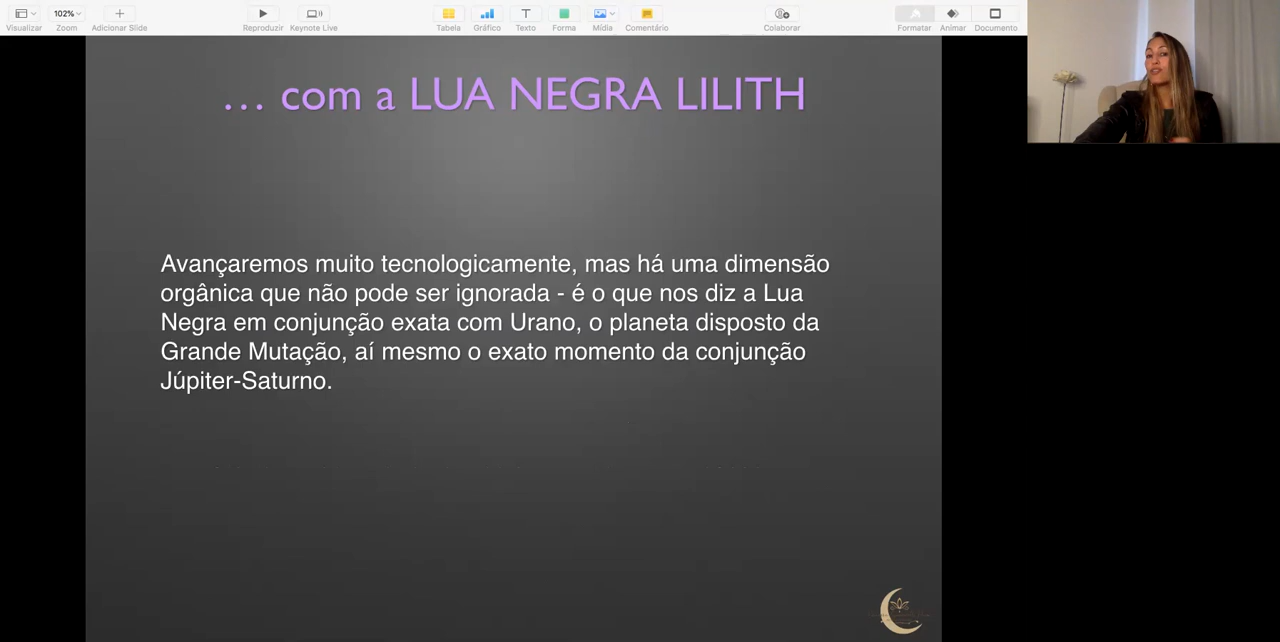 102%
Visualizar
Zoom
Adicionar Slide
Reproduzir
Keynote Live
Tabela
Gráfico
Texto
Forma
Mídia
Comentário
Colaborar
Formatar
Animar
Documento
… com a LUA NEGRA LILITH
Avançaremos muito tecnologicamente, mas há uma dimensão
orgânica que não pode ser ignorada - é o que nos diz a Lua
Negra em conjunção exata com Urano, o planeta disposto da
Grande Mutação, aí mesmo o exato momento da conjunção
Júpiter-Saturno.